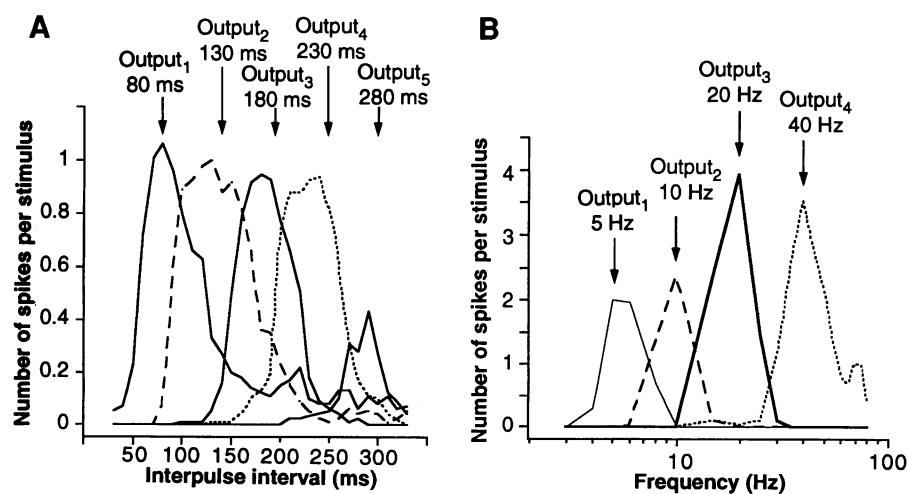 A
Output1
80 ms
Output2
130 ms
Output3
180 ms
Output4
230 ms
Output5
280 ms
Number of spikes per stimulus
1
0.8
0.6
0.4
0.2
0
50 100 150 200 250 300
Interpulse interval (ms)
B
Output1
5 Hz
Output2
10 Hz
Output3
20 Hz
Output4
40 Hz
Number of spikes per stimulus
4
3
2
1
0
10 100
Frequency (Hz)